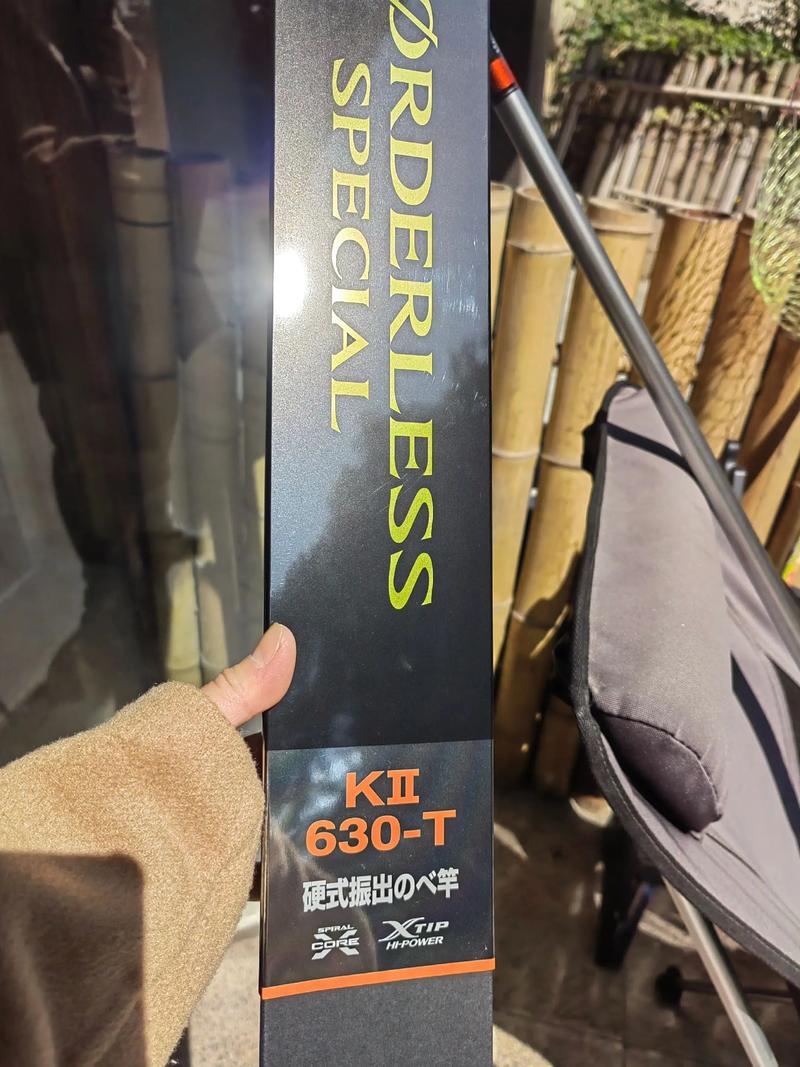 ØRDERLESS
SPECIAL
KⅡ
630-T
硬式振出のべ竿
SPIRAL
X
CORE
XTIP
HI-POWER